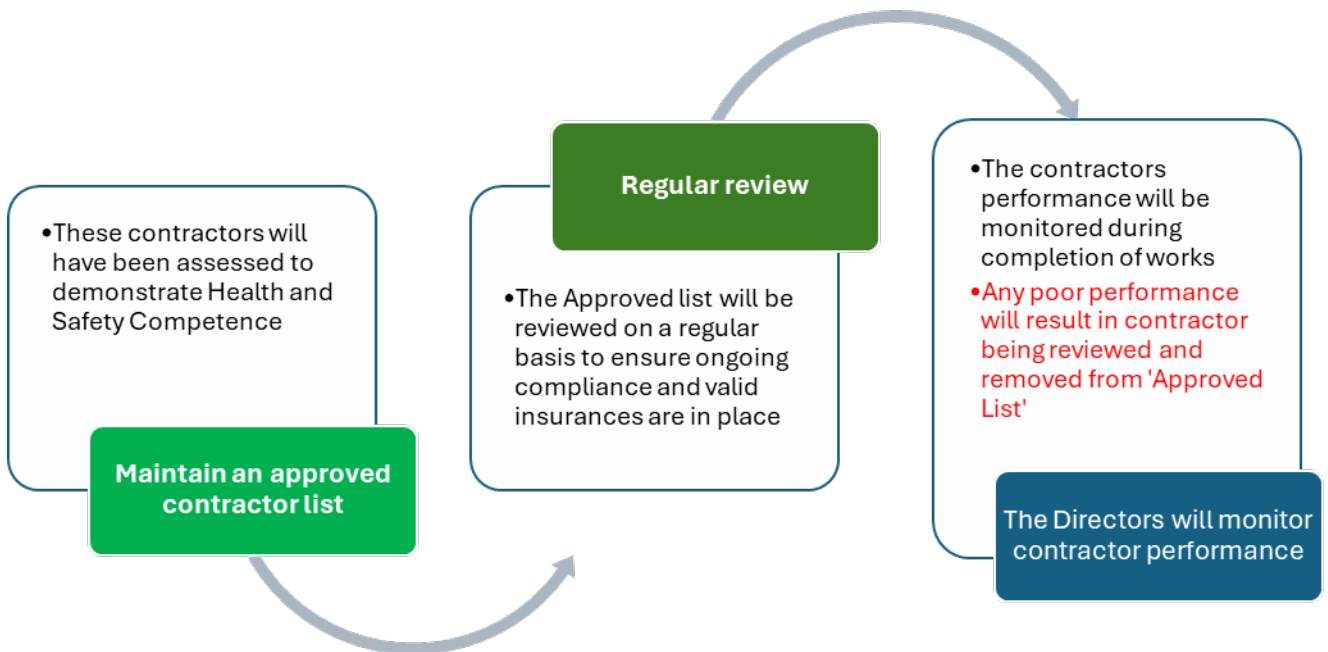 •These contractors will
have been assessed to
demonstrate Health and
Safety Competence
Maintain an approved
contractor list
Regular review
•The Approved list will be
reviewed on a regular
basis to ensure ongoing
compliance and valid
insurances are in place
•The contractors
performance will be
monitored during
completion of works
•Any poor performance
will result in contractor
being reviewed and
removed from 'Approved
List'
The Directors will monitor
contractor performance